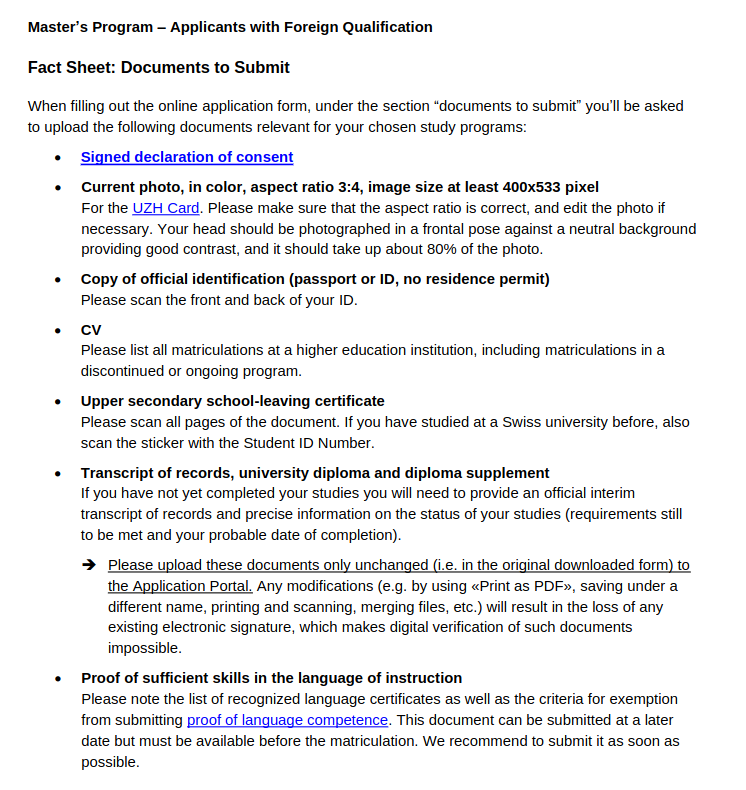 Master's Program – Applicants with Foreign Qualification
Fact Sheet: Documents to Submit
When filling out the online application form, under the section “documents to submit” you'll be asked
to upload the following documents relevant for your chosen study programs:
• Signed declaration of consent
• Current photo, in color, aspect ratio 3:4, image size at least 400x533 pixel
For the UZH Card. Please make sure that the aspect ratio is correct, and edit the photo if
necessary. Your head should be photographed in a frontal pose against a neutral background
providing good contrast, and it should take up about 80% of the photo.
• Copy of official identification (passport or ID, no residence permit)
Please scan the front and back of your ID.
• CV
Please list all matriculations at a higher education institution, including matriculations in a
discontinued or ongoing program.
• Upper secondary school-leaving certificate
Please scan all pages of the document. If you have studied at a Swiss university before, also
scan the sticker with the Student ID Number.
• Transcript of records, university diploma and diploma supplement
If you have not yet completed your studies you will need to provide an official interim
transcript of records and precise information on the status of your studies (requirements still
to be met and your probable date of completion).
➔ Please upload these documents only unchanged (i.e. in the original downloaded form) to
the Application Portal. Any modifications (e.g. by using «Print as PDF», saving under a
different name, printing and scanning, merging files, etc.) will result in the loss of any
existing electronic signature, which makes digital verification of such documents
impossible.
• Proof of sufficient skills in the language of instruction
Please note the list of recognized language certificates as well as the criteria for exemption
from submitting proof of language competence. This document can be submitted at a later
date but must be available before the matriculation. We recommend to submit it as soon as
possible.